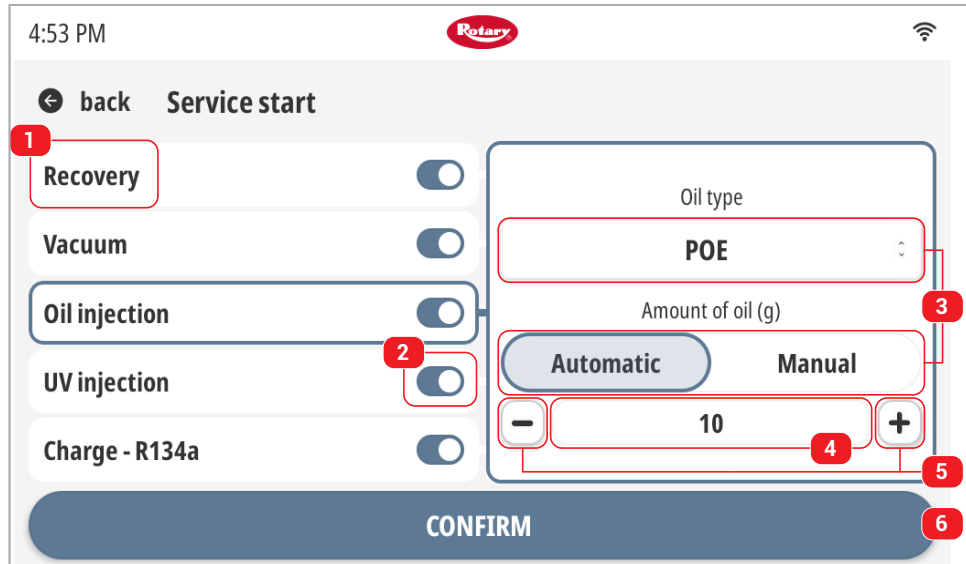 4:53 PM
Rotary
back Service start
1
Recovery
Vacuum
Oil injection
2
UV injection
Charge - R134a
Oil type
POE
3
Amount of oil (g)
Automatic Manual
10
4
5
CONFIRM
6